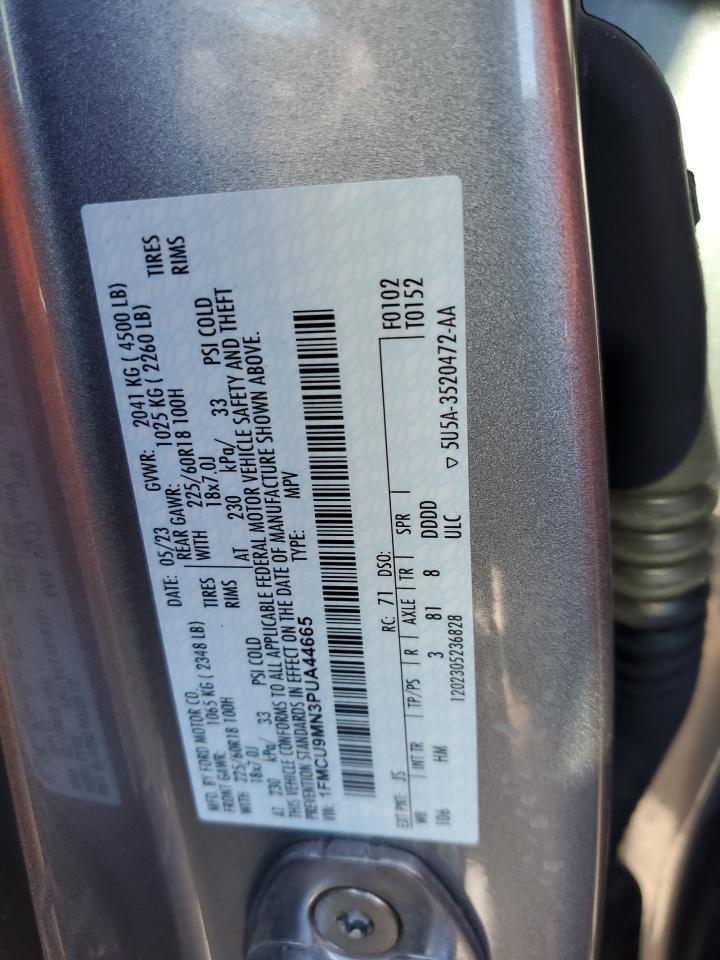 MFG. BY FORD MOTOR CO.
DATE: 05/23 GVWR: 2041 KG ( 4500 LB)
FRONT GAWR: 1065 KG ( 2348 LB) REAR GAWR: 1025 KG ( 2260 LB)
WITH 225/60R18 100H TIRES WITH 225/60R18 100H TIRES
18x7.0J RIMS 18x7.0J RIMS
AT 230 kPa/ 33 PSI COLD AT 230 kPa/ 33 PSI COLD
THIS VEHICLE CONFORMS TO ALL APPLICABLE FEDERAL MOTOR VEHICLE SAFETY AND THEFT
PREVENTION STANDARDS IN EFFECT ON THE DATE OF MANUFACTURE SHOWN ABOVE.
VIN: 1FMCU9MN3PUA44665 TYPE: MPV
F0102
T0152
EXT PNT: JS RC: 71 DSO:
WB INT TR TP/PS R AXLE TR SPR
106 HM 3 81 8 DDDD
1202305236828 ULC ▽ 5U5A-3520472-AA